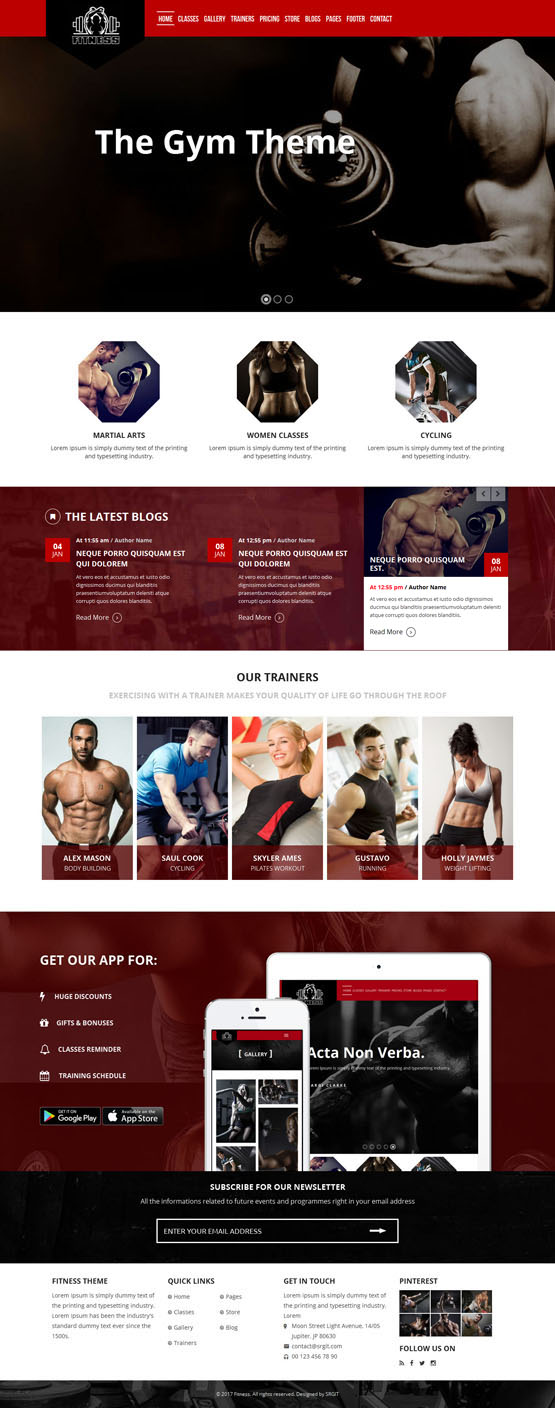 FITNESS
HOME CLASSES GALLERY TRAINERS PRICING STORE BLOGS PAGES FOOTER CONTACT
The Gym Theme
MARTIAL ARTS
Lorem ipsum is simply dummy text of the printing
and typesetting industry.
WOMEN CLASSES
Lorem ipsum is simply dummy text of the printing
and typesetting industry.
CYCLING
Lorem ipsum is simply dummy text of the printing
and typesetting industry.
THE LATEST BLOGS
04
JAN
At 11:55 am / Author Name
NEQUE PORRO QUISQUAM EST
QUI DOLOREM
At vero eos et accustamus et iusto odio
dignissimos ducimus qui blanditis
praesentiumvoluptatum deleniti atque
corrupti quos dolores blanditiis.
Read More
08
JAN
At 12:55 pm / Author Name
NEQUE PORRO QUISQUAM EST
QUI DOLOREM
At vero eos et accustamus et iusto odio
dignissimos ducimus qui blanditis
praesentiumvoluptatum deleniti atque
corrupti quos dolores blanditiis.
Read More
NEQUE PORRO QUISQUAM
EST.
08
JAN
At 12:55 pm / Author Name
At vero eos et accustamus et iusto odio dignissimos
ducimus qui blanditis praesentiumvoluptatum deleniti
atque corrupti quos dolores blanditiis.
Read More
OUR TRAINERS
EXERCISING WITH A TRAINER MAKES YOUR QUALITY OF LIFE GO THROUGH THE ROOF
ALEX MASON
BODY BUILDING
SAUL COOK
CYCLING
SKYLER AMES
PILATES WORKOUT
GUSTAVO
RUNNING
HOLLY JAYMES
WEIGHT LIFTING
GET OUR APP FOR:
HUGE DISCOUNTS
GIFTS & BONUSES
CLASSES REMINDER
TRAINING SCHEDULE
GET IT ON
Google Play
Available on the
App Store
[ GALLERY ]
HOME CLASSES GALLERY TRAINERS PRICING STORE BLOGS PAGES CONTACT
Acta Non Verba.
Lorem Ipsum is simply dummy text of the printing and typesetting industry.
CLARKE
SUBSCRIBE FOR OUR NEWSLETTER
All the informations related to future events and programmes right in your email address
ENTER YOUR EMAIL ADDRESS
FITNESS THEME
Lorem ipsum is simply dummy text of
the printing and typesetting industry.
Lorem ipsum has been the industry's
standard dummy text ever since the
1500s.
QUICK LINKS
Home
Classes
Gallery
Trainers
Pages
Store
Blog
GET IN TOUCH
Lorem ipsum is simply dummy text of
the printing and typesetting industry.
Lorem
Moon Street Light Avenue, 14/05
Jupiter, JP 80630
contact@srgit.com
00 123 456 78 90
PINTEREST
FOLLOW US ON
© 2017 Fitness. All rights reserved. Designed by SRGIT